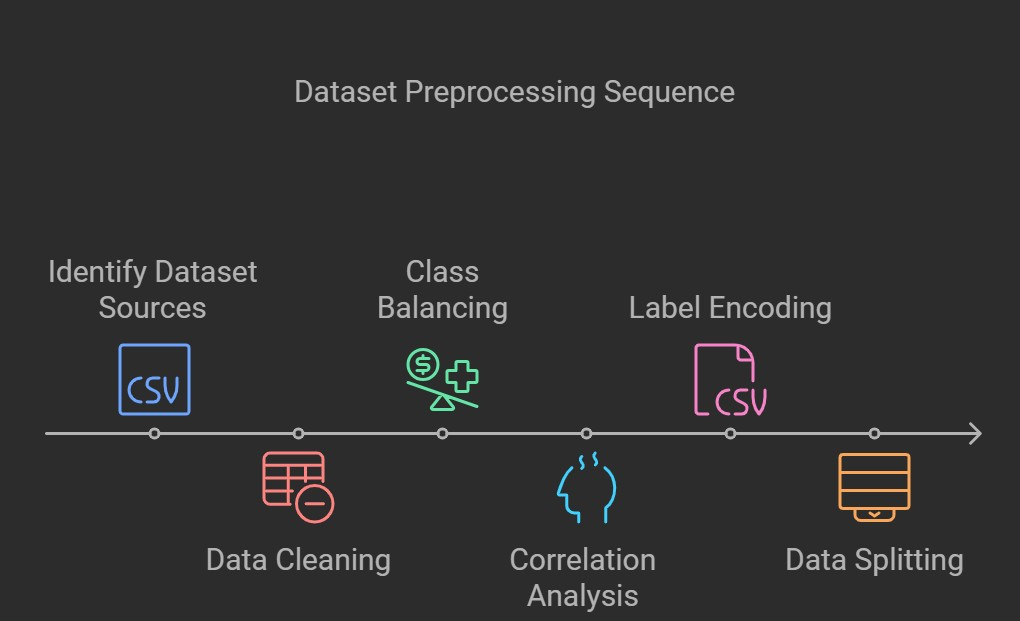 Dataset Preprocessing Sequence
Identify Dataset
Sources
CSV
Data Cleaning
Class
Balancing
$
Correlation
Analysis
Label Encoding
CSV
Data Splitting